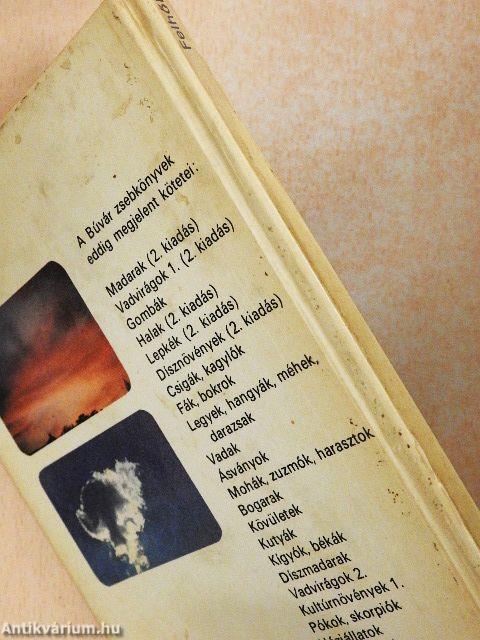 Felhők
A Búvár zsebkönyvek
eddig megjelent kötetei:
Madarak (2. kiadás)
Vadvirágok 1. (2. kiadás)
Gombák
Halak (2. kiadás)
Lepkék (2. kiadás)
Dísznövények (2. kiadás)
Csigák, kagylók
Fák, bokrok
Legyek, hangyák, méhek,
darazsak
Vadak
Ásványok
Mohák, zuzmók, harasztok
Bogarak
Kövületek
Kutyák
Kígyók, békák
Díszmadarak
Vadvirágok 2.
Kultúrnövények 1.
Pókok, skorpiók
Antikvárium.hu